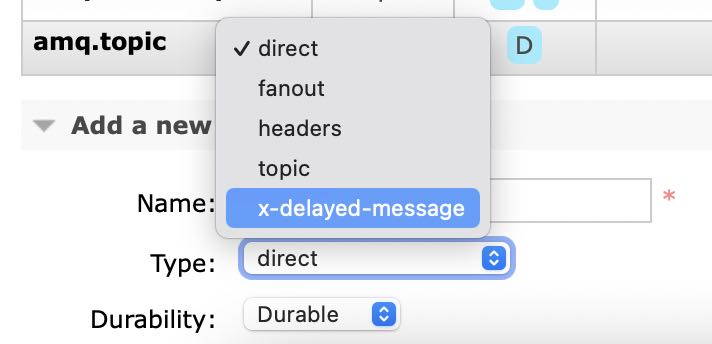 amq.topic
D
✓ direct
fanout
headers
topic
x-delayed-message
Add a new
Name:
*
Type: direct
Durability: Durable